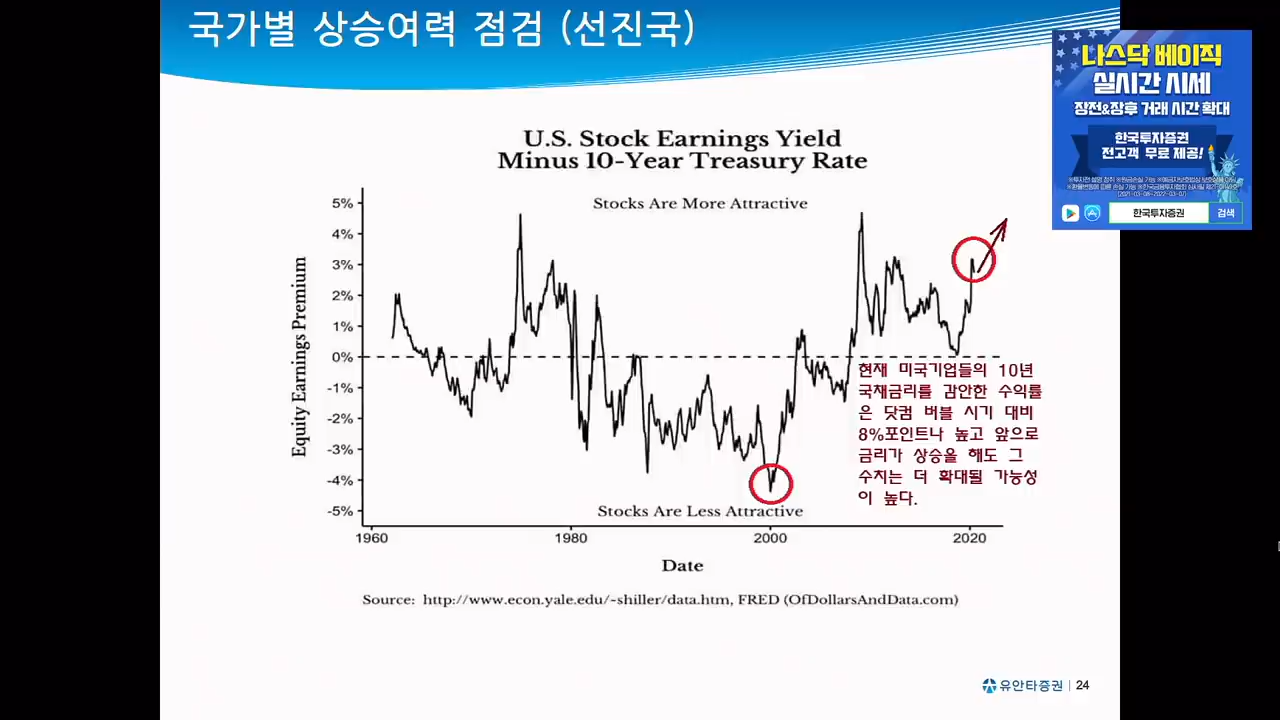 국가별 상승여력 점검 (선진국)
나스닥 베이직
실시간 시세
장전&장후 거래 시간 확대
한국투자증권
전고객 무료 제공!
한국투자증권
검색
U.S. Stock Earnings Yield
Minus 10-Year Treasury Rate
Stocks Are More Attractive
Equity Earnings Premium
5%
4%
3%
2%
1%
0%
-1%
-2%
-3%
-4%
-5%
현재 미국기업들의 10년
국채금리를 감안한 수익률
은 닷컴 버블 시기 대비
8%포인트나 높고 앞으로
금리가 상승을 해도 그
수치는 더 확대될 가능성
이 높다.
Stocks Are Less Attractive
1960 1980 2000 2020
Date
Source: http://www.econ.yale.edu/~shiller/data.htm, FRED (OfDollarsAndData.com)
유안타증권 | 24